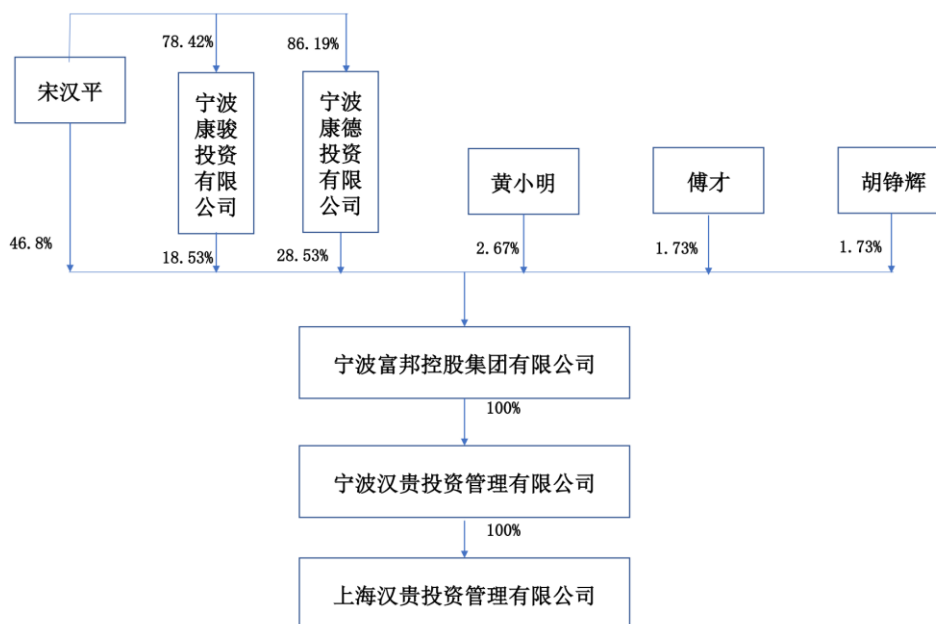 78.42%
86.19%
宋汉平
宁波
康骏
投资
有限
公司
宁波
康德
投资
有限
公司
黄小明
傅才
胡铮辉
46.8%
18.53%
28.53%
2.67%
1.73%
1.73%
宁波富邦控股集团有限公司
100%
宁波汉贵投资管理有限公司
100%
上海汉贵投资管理有限公司